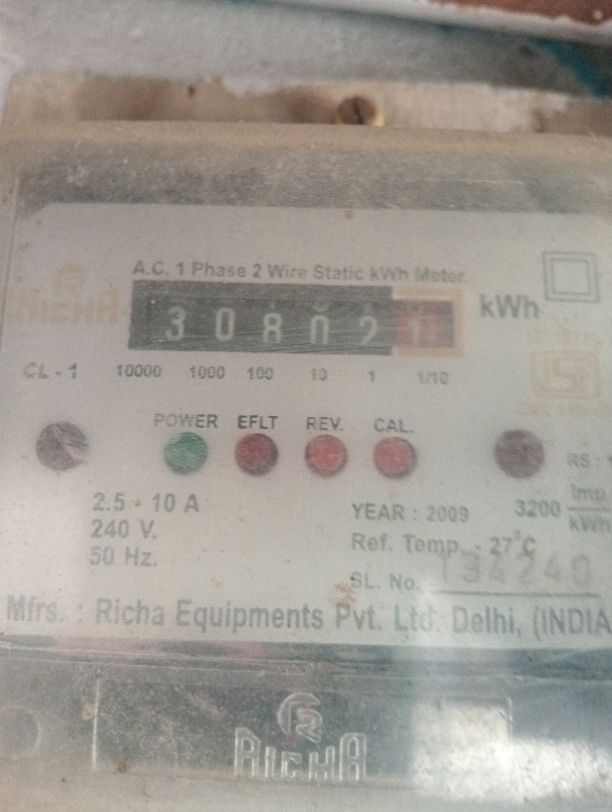 A.C. 1 Phase 2 Wire Static kWh Meter.
RICHA
3 0 8 0 2
kWh
CL - 1
10000 1000 100 10 1 1/10
POWER EFLT REV. CAL.
RS :
2.5 - 10 A
240 V.
50 Hz.
YEAR : 2009
3200 Imp. kWh
Ref. Temp. - 27°C
SL. No. 134240
Mfrs. : Richa Equipments Pvt. Ltd. Delhi, (INDIA
RICHA